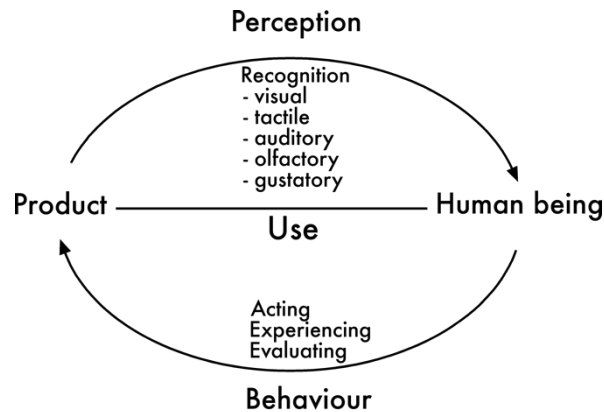 Perception
Recognition
- visual
- tactile
- auditory
- olfactory
- gustatory
Product
Human being
Use
Acting
Experiencing
Evaluating
Behaviour